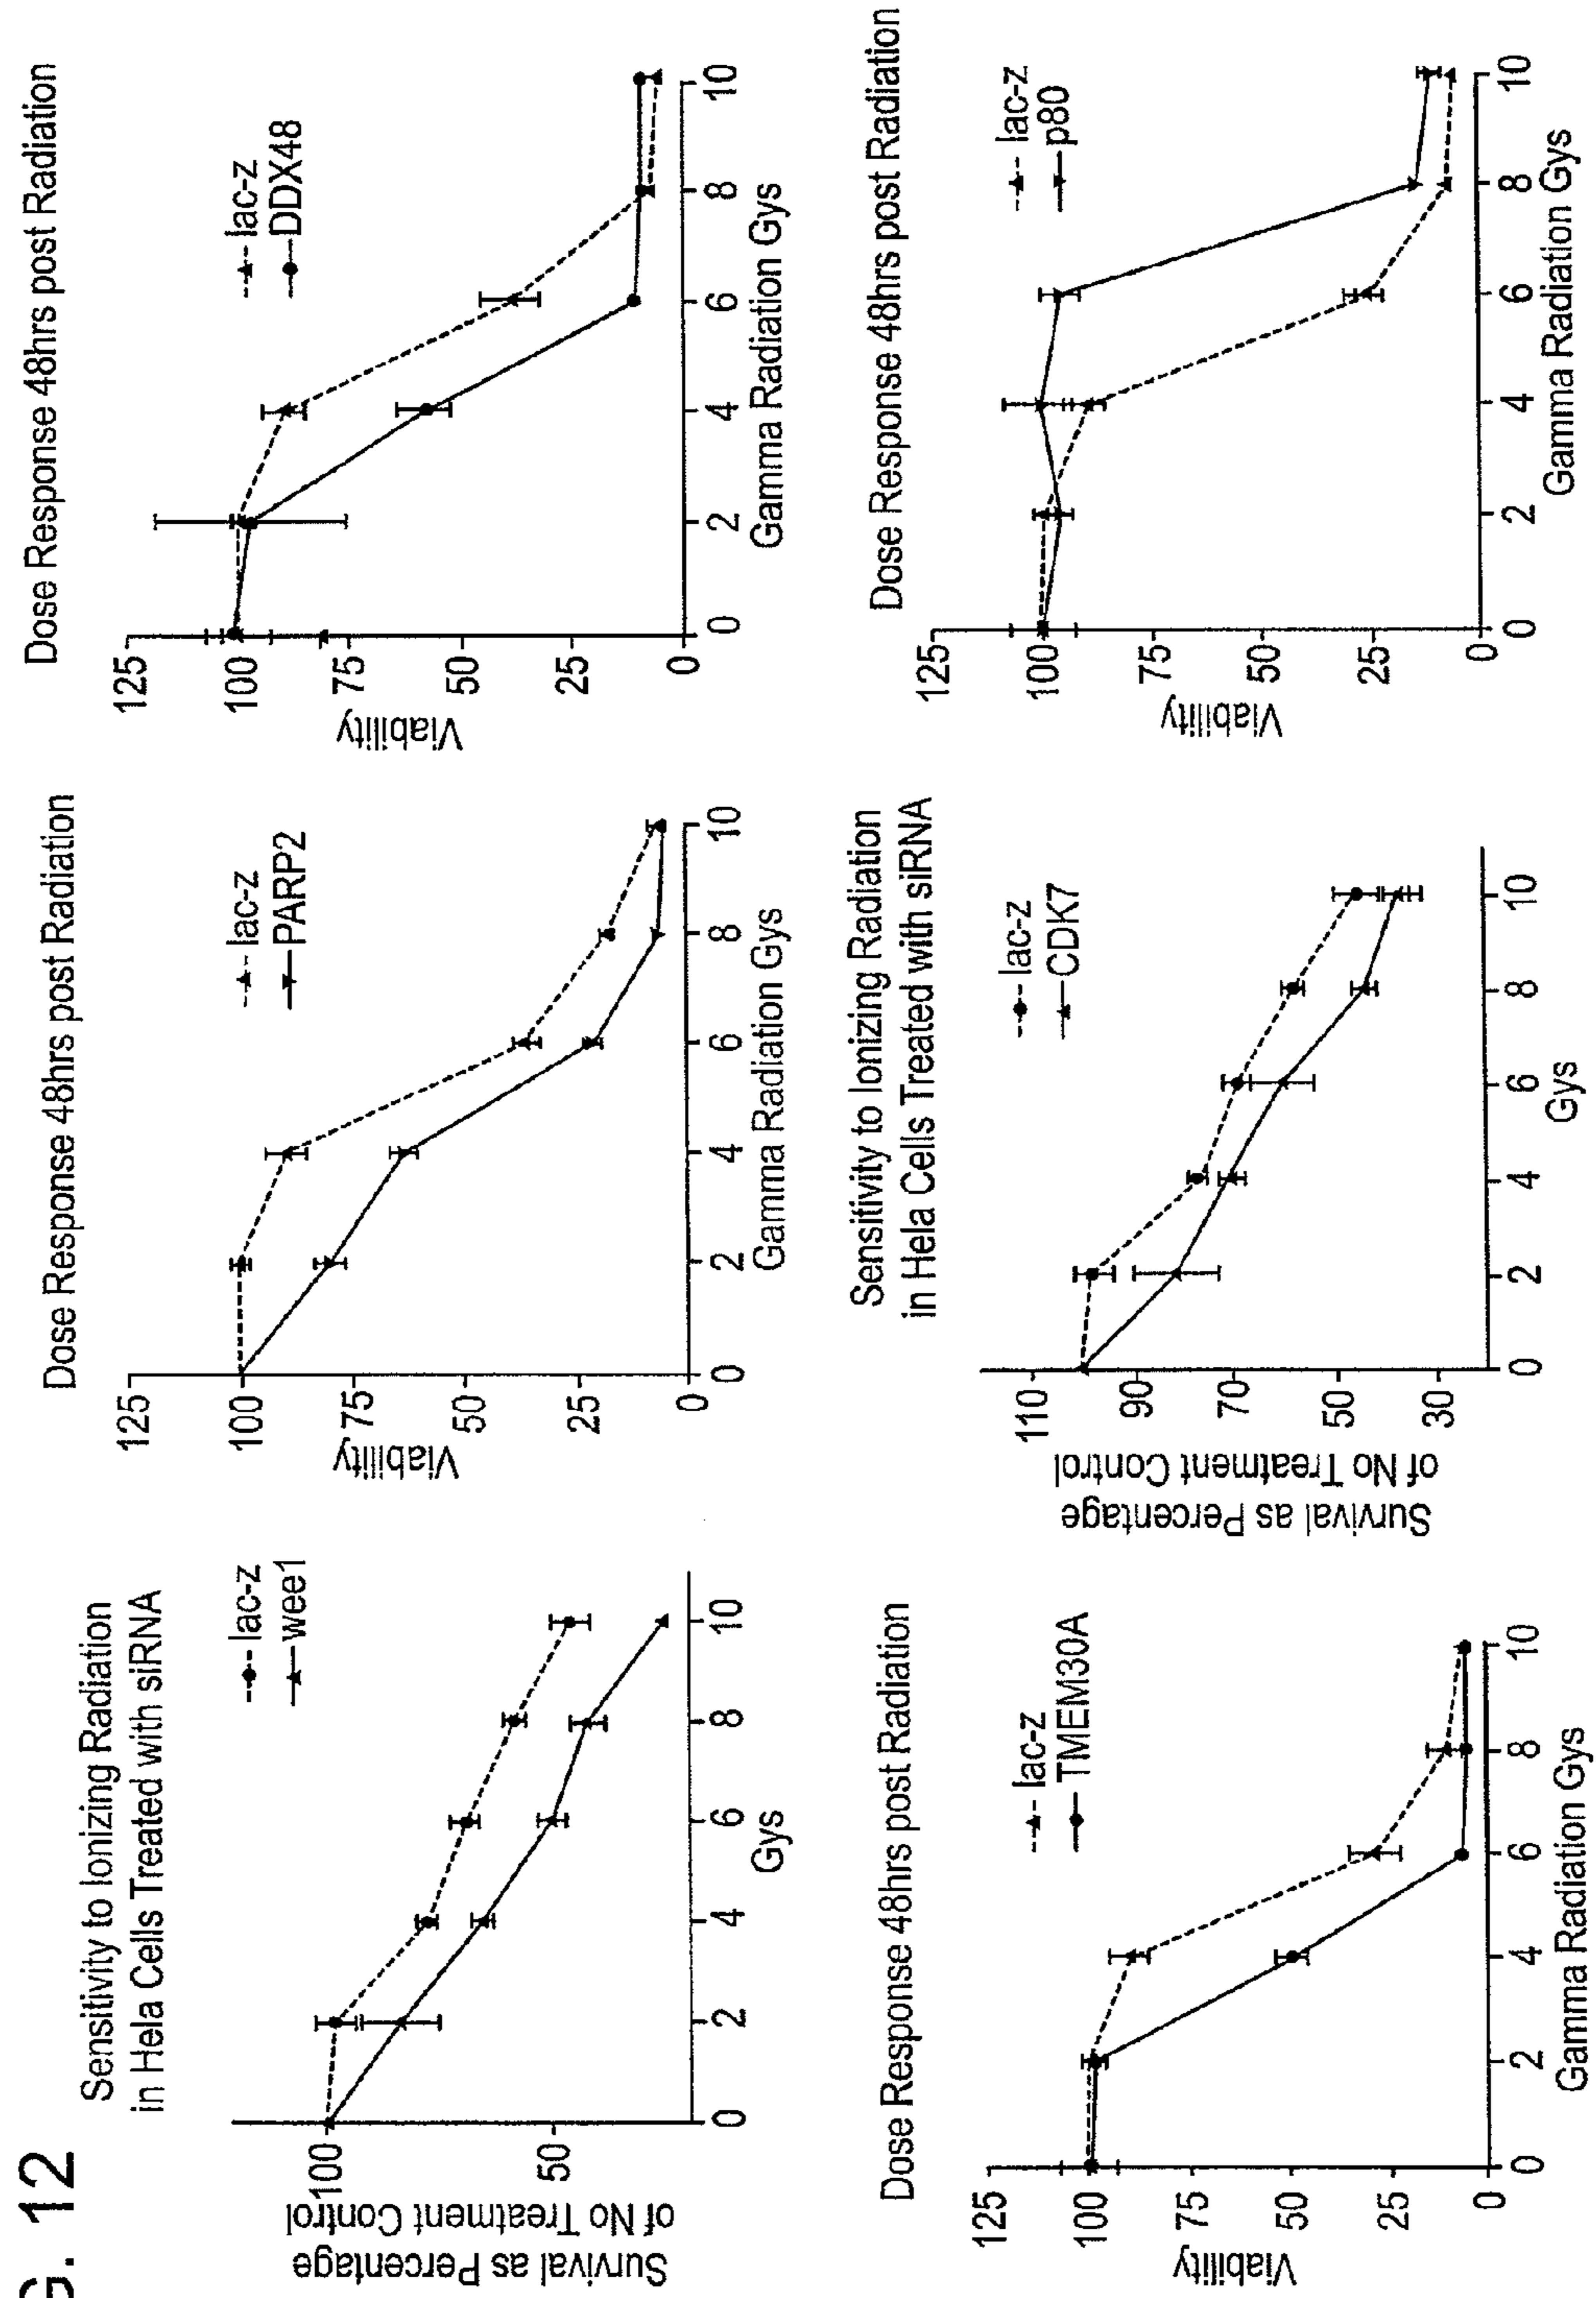 G. 12
Sensitivity to Ionizing Radiation
in Hela Cells Treated with siRNA
lac-z
wee1
100
50
Survival as Percentage
of No Treatment Control
0 2 4 6 8 10
Gys
Dose Response 48hrs post Radiation
lac-z
PARP2
125
100
75
50
25
0
Viability
0 2 4 6 8 10
Gamma Radiation Gys
Dose Response 48hrs post Radiation
lac-z
DDX48
125
100
75
50
25
0
Viability
0 2 4 6 8 10
Gamma Radiation Gys
Dose Response 48hrs post Radiation
lac-z
TMEM30A
125
100
75
50
25
0
Viability
0 2 4 6 8 10
Gamma Radiation Gys
Sensitivity to Ionizing Radiation
in Hela Cells Treated with siRNA
lac-z
CDK7
110
90
70
50
30
Survival as Percentage
of No Treatment Control
0 2 4 6 8 10
Gys
Dose Response 48hrs post Radiation
lac-z
p80
125
100
75
50
25
0
Viability
0 2 4 6 8 10
Gamma Radiation Gys